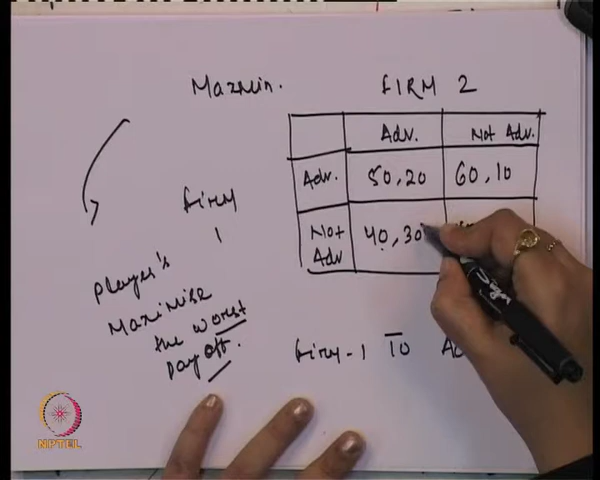 Maxmin.
FIRM 2
Adv. Not Adv.
Adv. 50,20 60,10
Firm
1
Not
Adv 40,30
Player's
Maximise
the worst
pay off.
Firm-1 To
NPTEL